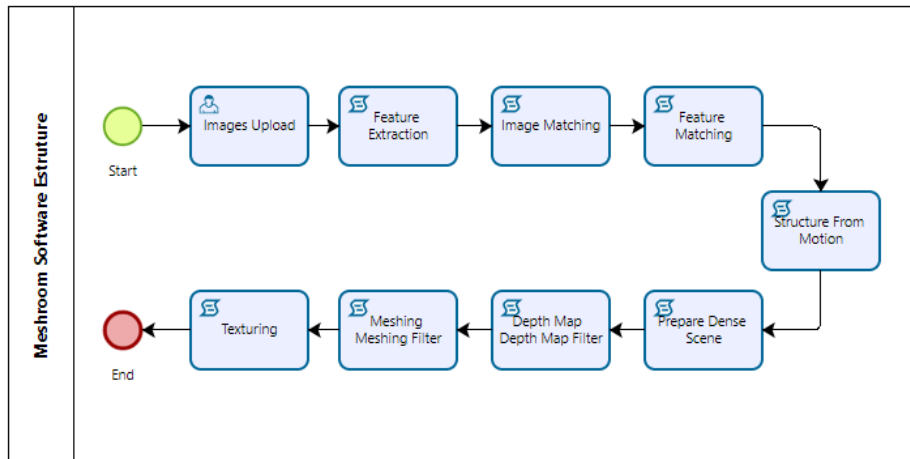 Meshroom Software Estruture
Start
Images Upload
Feature
Extraction
Image Matching
Feature
Matching
Structure From
Motion
Prepare Dense
Scene
Depth Map
Depth Map Filter
Meshing
Meshing Filter
Texturing
End